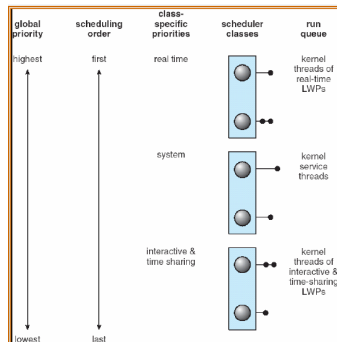 global
priority
scheduling
order
class-
specific
priorities
scheduler
classes
run
queue
highest
first
real time
kernel
threads of
real-time
LWPs
system
kernel
service
threads
interactive &
time sharing
kernel
threads of
interactive &
time-sharing
LWPs
lowest
last